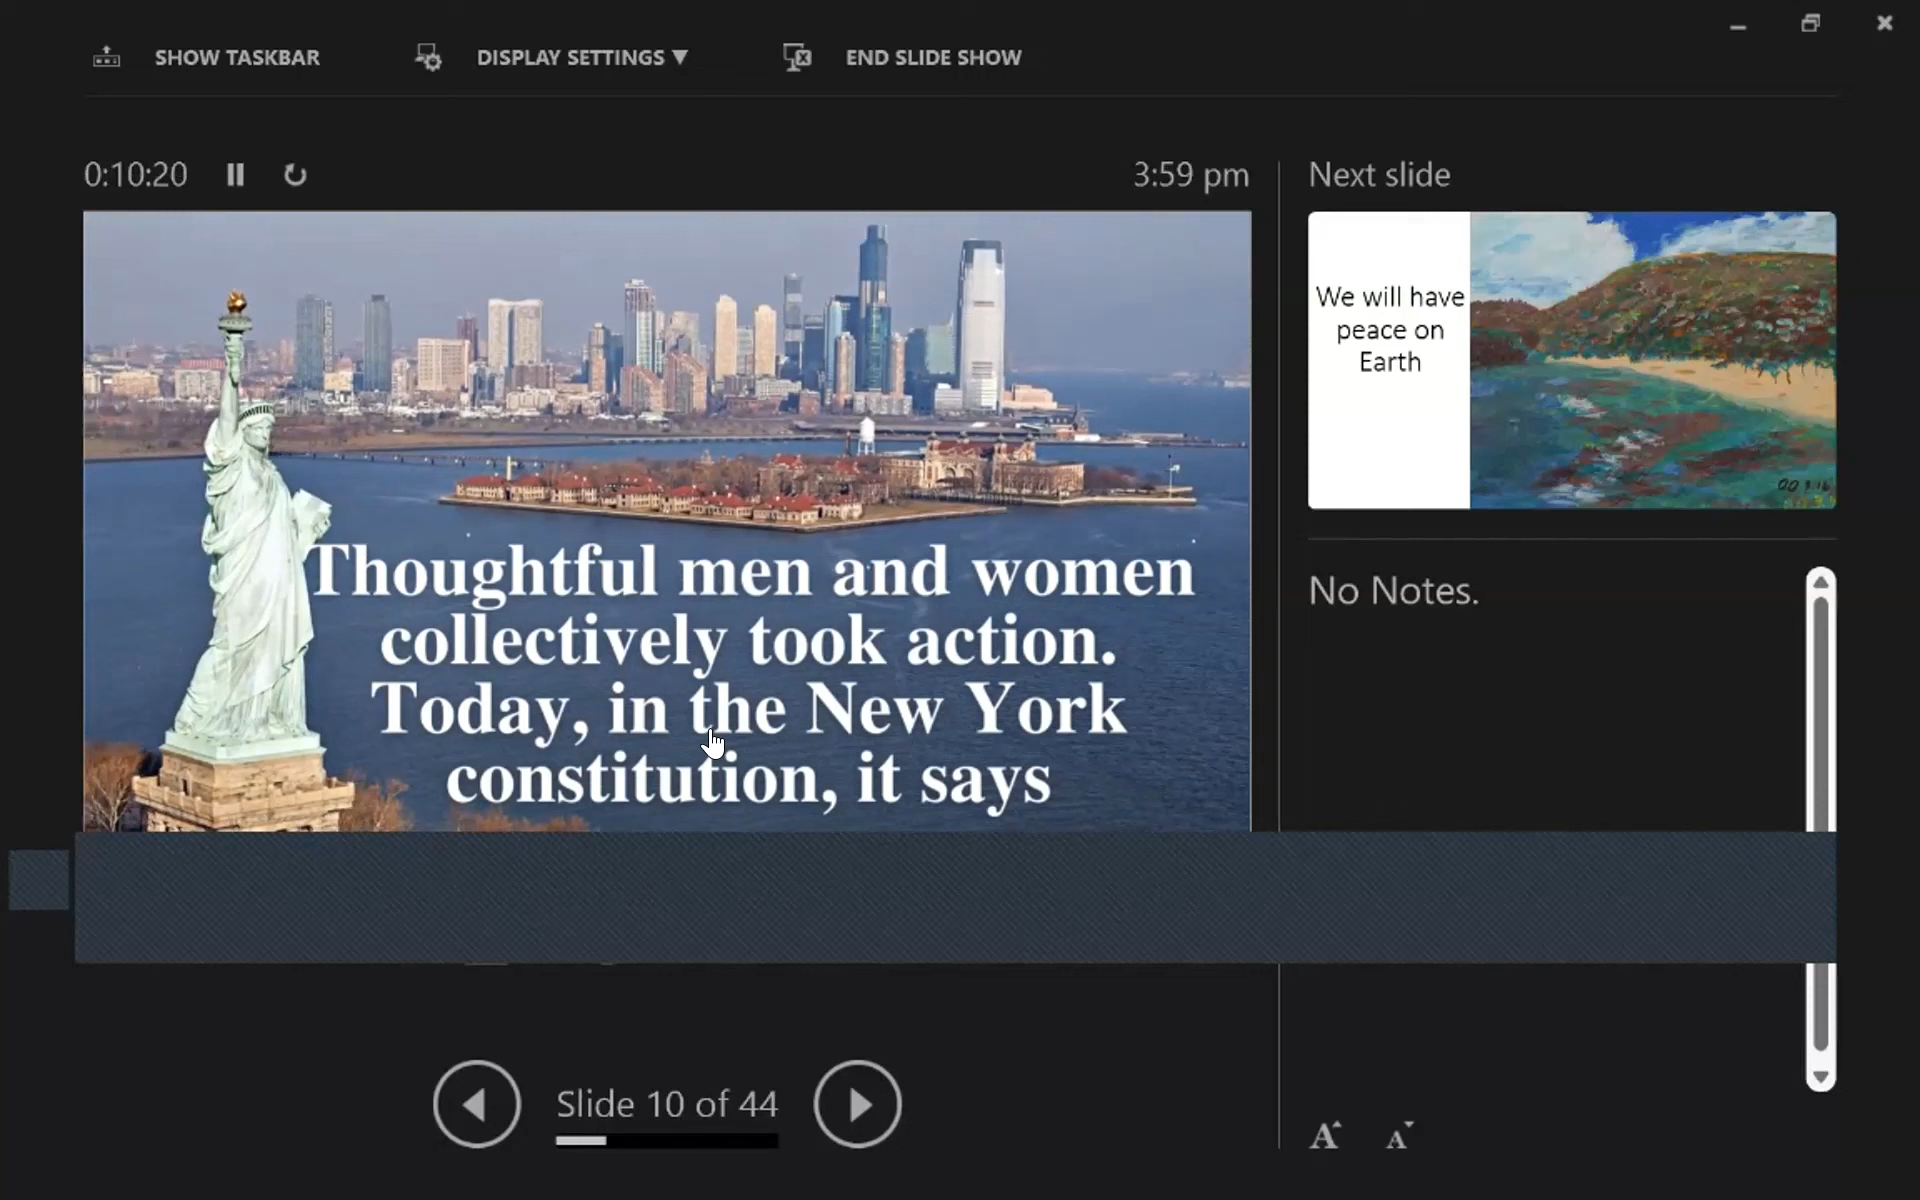 SHOW TASKBAR
DISPLAY SETTINGS ▼
END SLIDE SHOW
0:10:20
3:59 pm
Thoughtful men and women
collectively took action.
Today, in the New York
constitution, it says
Next slide
We will have
peace on
Earth
No Notes.
Slide 10 of 44
A
A